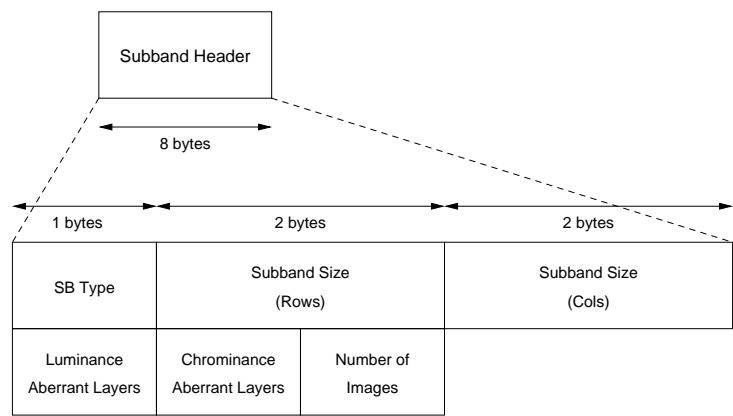 Subband Header
8 bytes
1 bytes
2 bytes
2 bytes
SB Type
Subband Size
(Rows)
Subband Size
(Cols)
Luminance
Aberrant Layers
Chrominance
Aberrant Layers
Number of
Images